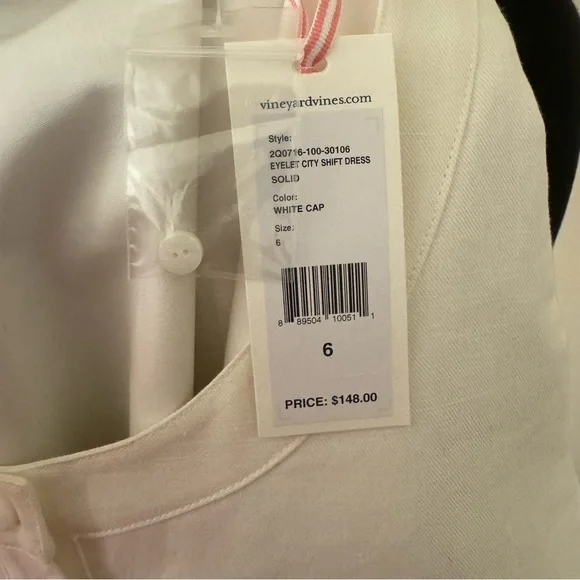 vineyardvines.com
Style:
2Q0716-100-30106
EYELET CITY SHIFT DRESS
SOLID
Color:
WHITE CAP
Size:
6
8 89504 10051 1
6
PRICE: $148.00